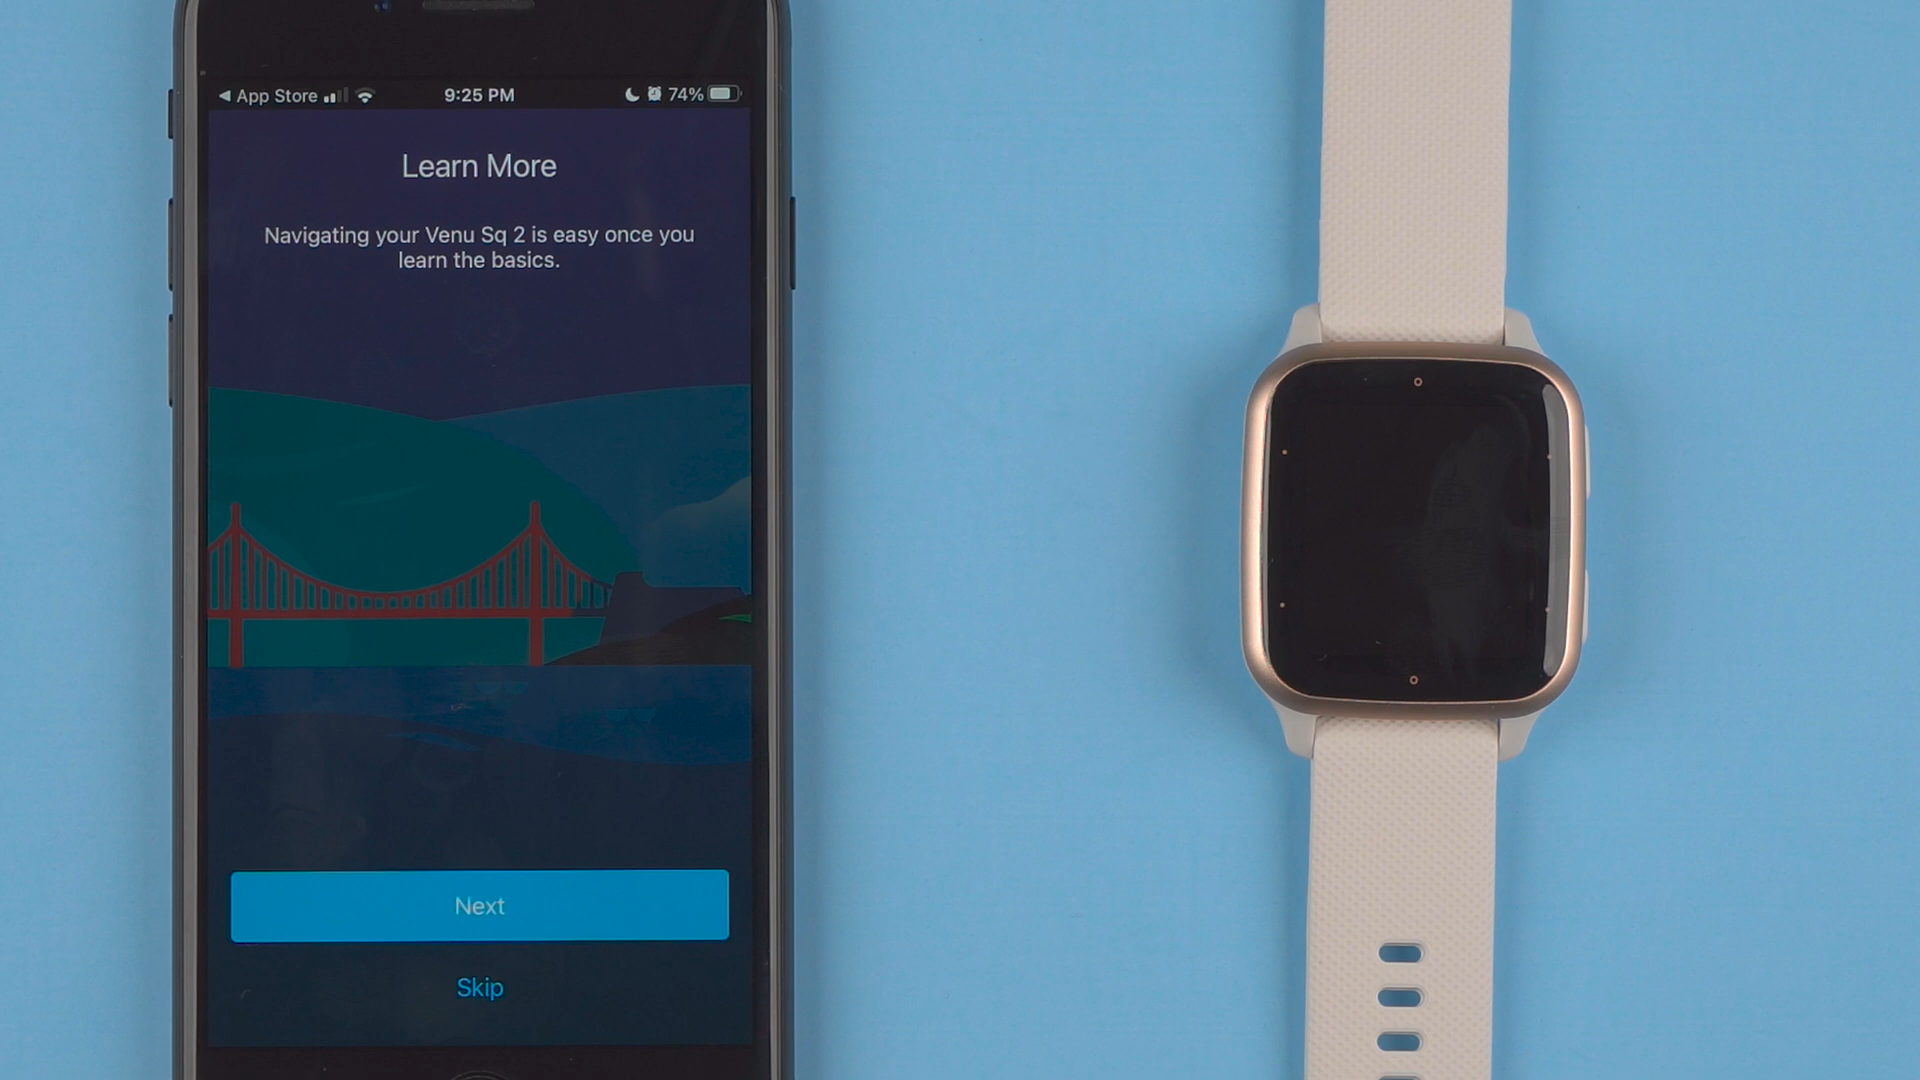 App Store 9:25 PM 74%
Learn More
Navigating your Venu Sq 2 is easy once you
learn the basics.
Next
Skip